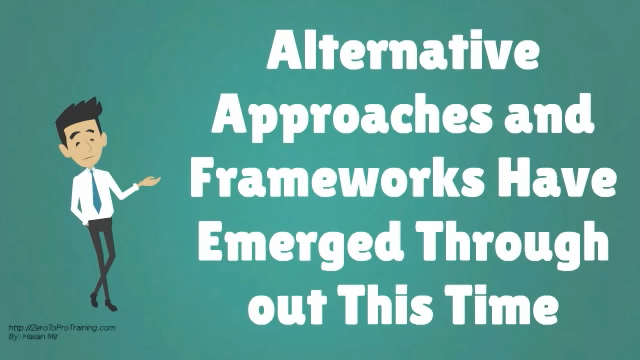 Alternative
Approaches and
Frameworks Have
Emerged Through
out This Time
http://ZeroToProTraining.com
By: Hasan Mir